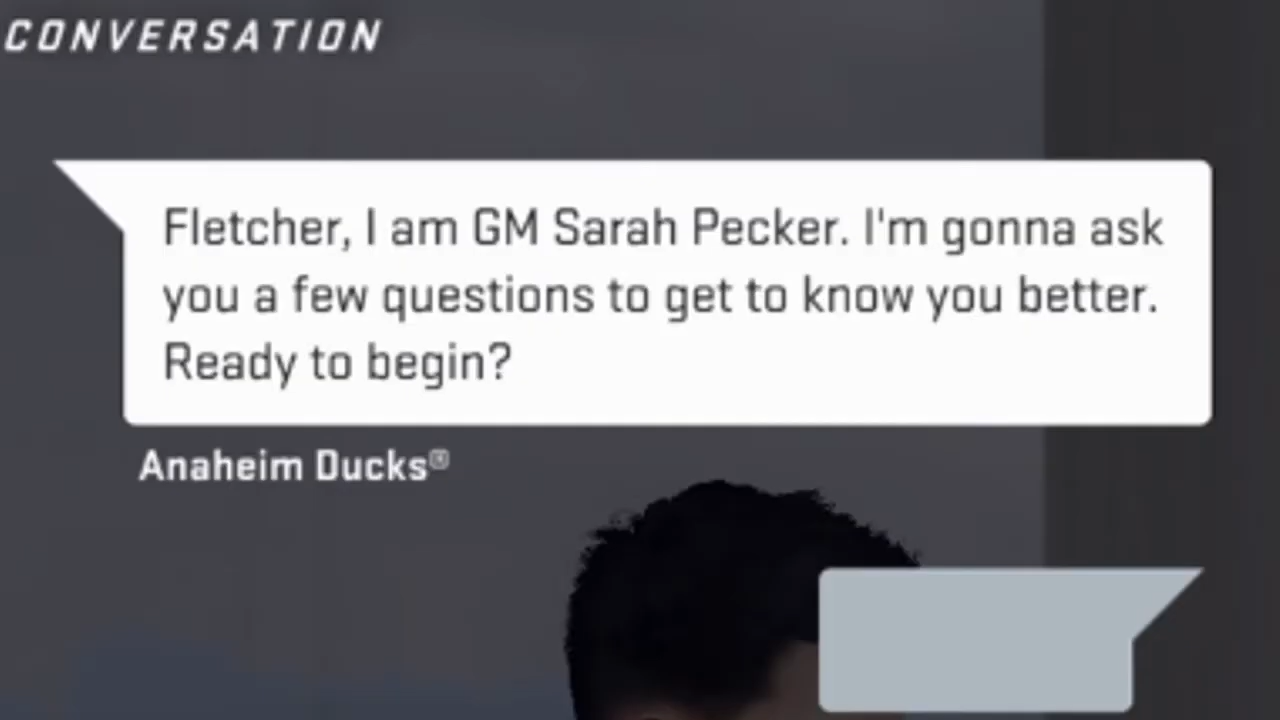 CONVERSATION
Fletcher, I am GM Sarah Pecker. I'm gonna ask
you a few questions to get to know you better.
Ready to begin?
Anaheim Ducks®